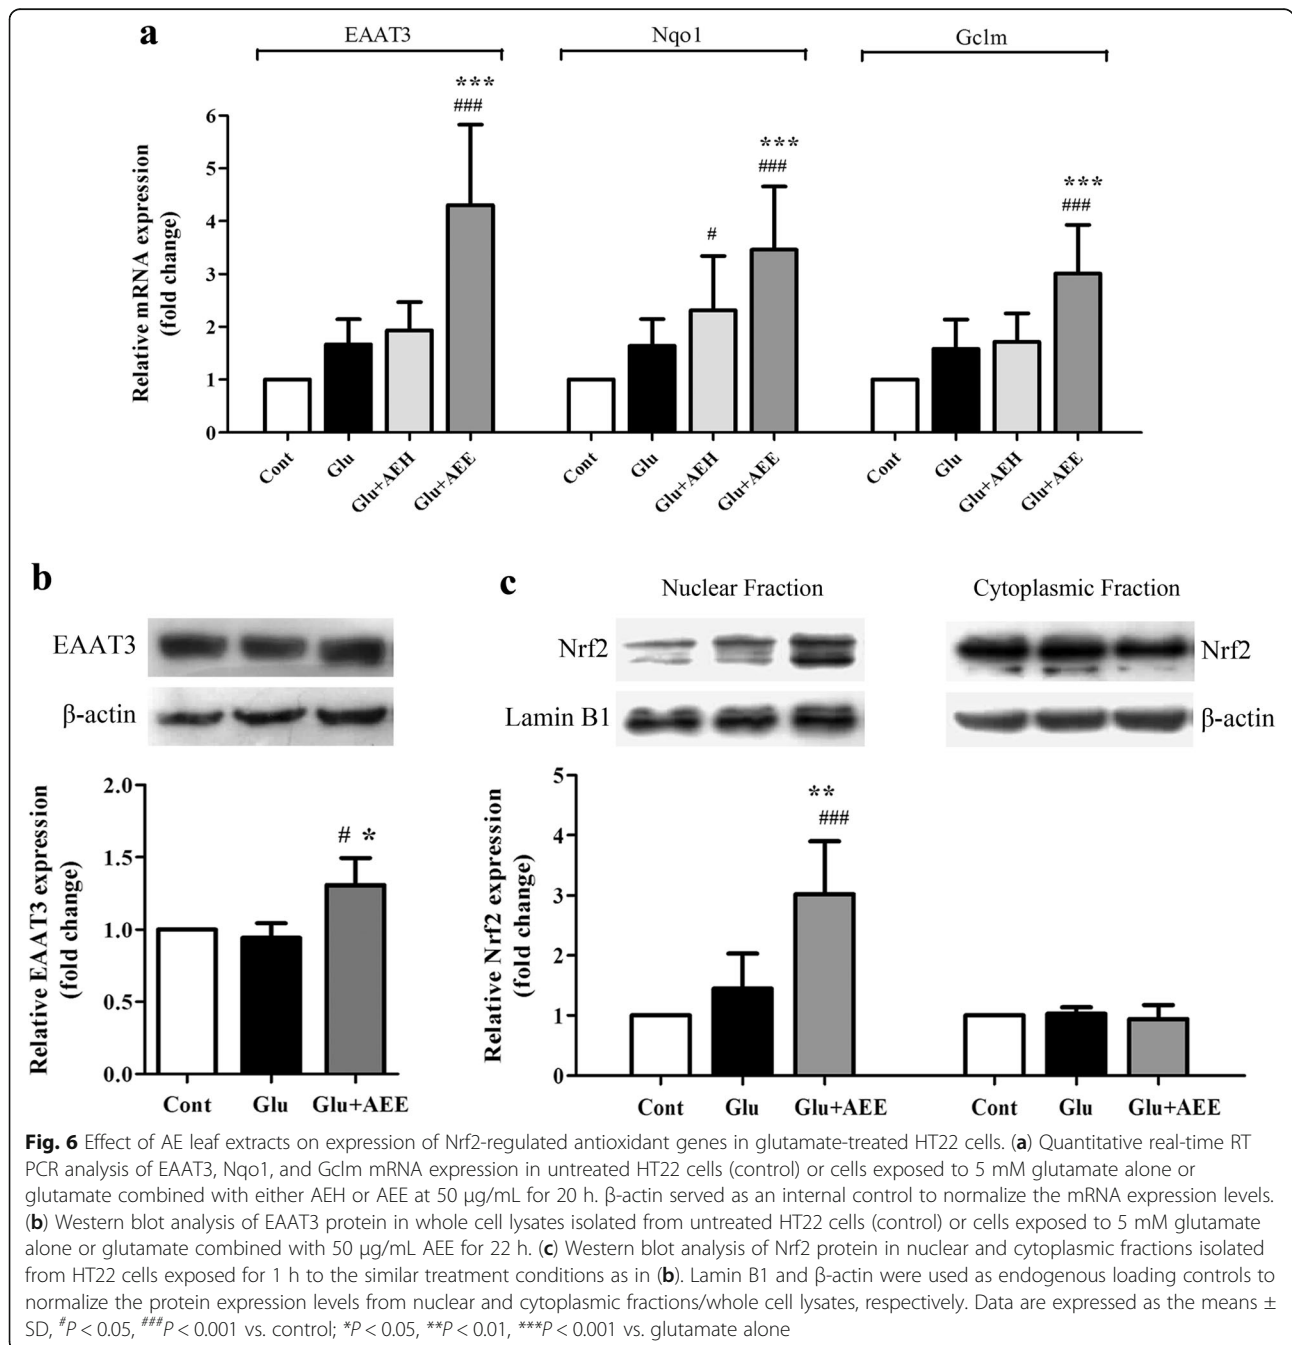 a
EAAT3 Nqo1 Gclm
*** *** ***
### # ### ###
Relative mRNA expression
(fold change)
6
5
4
3
2
1
0
Cont Glu Glu+AEH Glu+AEE Cont Glu Glu+AEH Glu+AEE Cont Glu Glu+AEH Glu+AEE
b
EAAT3
β-actin
Relative EAAT3 expression
(fold change)
2.0
1.5
1.0
0.5
0.0
# *
Cont Glu Glu+AEE
c
Nuclear Fraction Cytoplasmic Fraction
Nrf2 Nrf2
Lamin B1 β-actin
Relative Nrf2 expression
(fold change)
5
4
3
2
1
0
**
###
Cont Glu Glu+AEE Cont Glu Glu+AEE
Fig. 6 Effect of AE leaf extracts on expression of Nrf2-regulated antioxidant genes in glutamate-treated HT22 cells. (a) Quantitative real-time RT
PCR analysis of EAAT3, Nqo1, and Gclm mRNA expression in untreated HT22 cells (control) or cells exposed to 5 mM glutamate alone or
glutamate combined with either AEH or AEE at 50 μg/mL for 20 h. β-actin served as an internal control to normalize the mRNA expression levels.
(b) Western blot analysis of EAAT3 protein in whole cell lysates isolated from untreated HT22 cells (control) or cells exposed to 5 mM glutamate
alone or glutamate combined with 50 μg/mL AEE for 22 h. (c) Western blot analysis of Nrf2 protein in nuclear and cytoplasmic fractions isolated
from HT22 cells exposed for 1 h to the similar treatment conditions as in (b). Lamin B1 and β-actin were used as endogenous loading controls to
normalize the protein expression levels from nuclear and cytoplasmic fractions/whole cell lysates, respectively. Data are expressed as the means ±
SD, #P < 0.05, ###P < 0.001 vs. control; *P < 0.05, **P < 0.01, ***P < 0.001 vs. glutamate alone